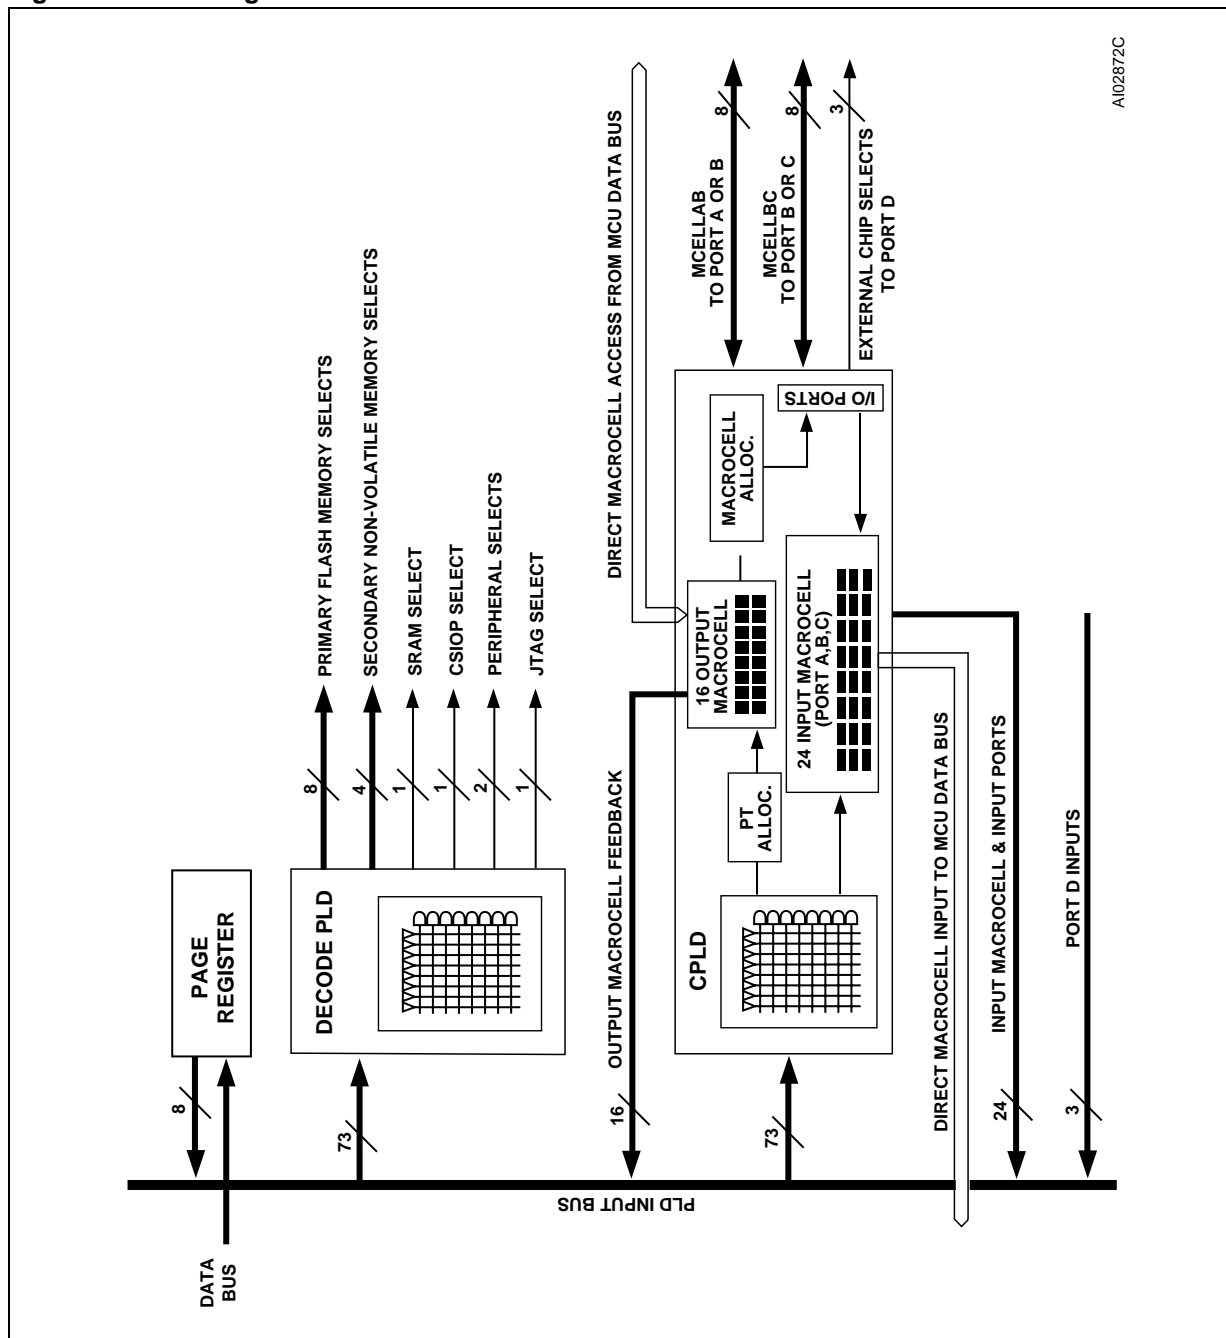 AI02872C
DATA
BUS
8
PAGE
REGISTER
73
DECODE PLD
8
PRIMARY FLASH MEMORY SELECTS
4
SECONDARY NON-VOLATILE MEMORY SELECTS
1
SRAM SELECT
1
CSIOP SELECT
2
PERIPHERAL SELECTS
1
JTAG SELECT
PLD INPUT BUS
16
OUTPUT MACROCELL FEEDBACK
DIRECT MACROCELL ACCESS FROM MCU DATA BUS
73
CPLD
PT
ALLOC.
16 OUTPUT
MACROCELL
MACROCELL
ALLOC.
I/O PORTS
24 INPUT MACROCELL
(PORT A,B,C)
MCELLAB
TO PORT A OR B
8
MCELLBC
TO PORT B OR C
8
EXTERNAL CHIP SELECTS
TO PORT D
3
DIRECT MACROCELL INPUT TO MCU DATA BUS
24
INPUT MACROCELL & INPUT PORTS
3
PORT D INPUTS